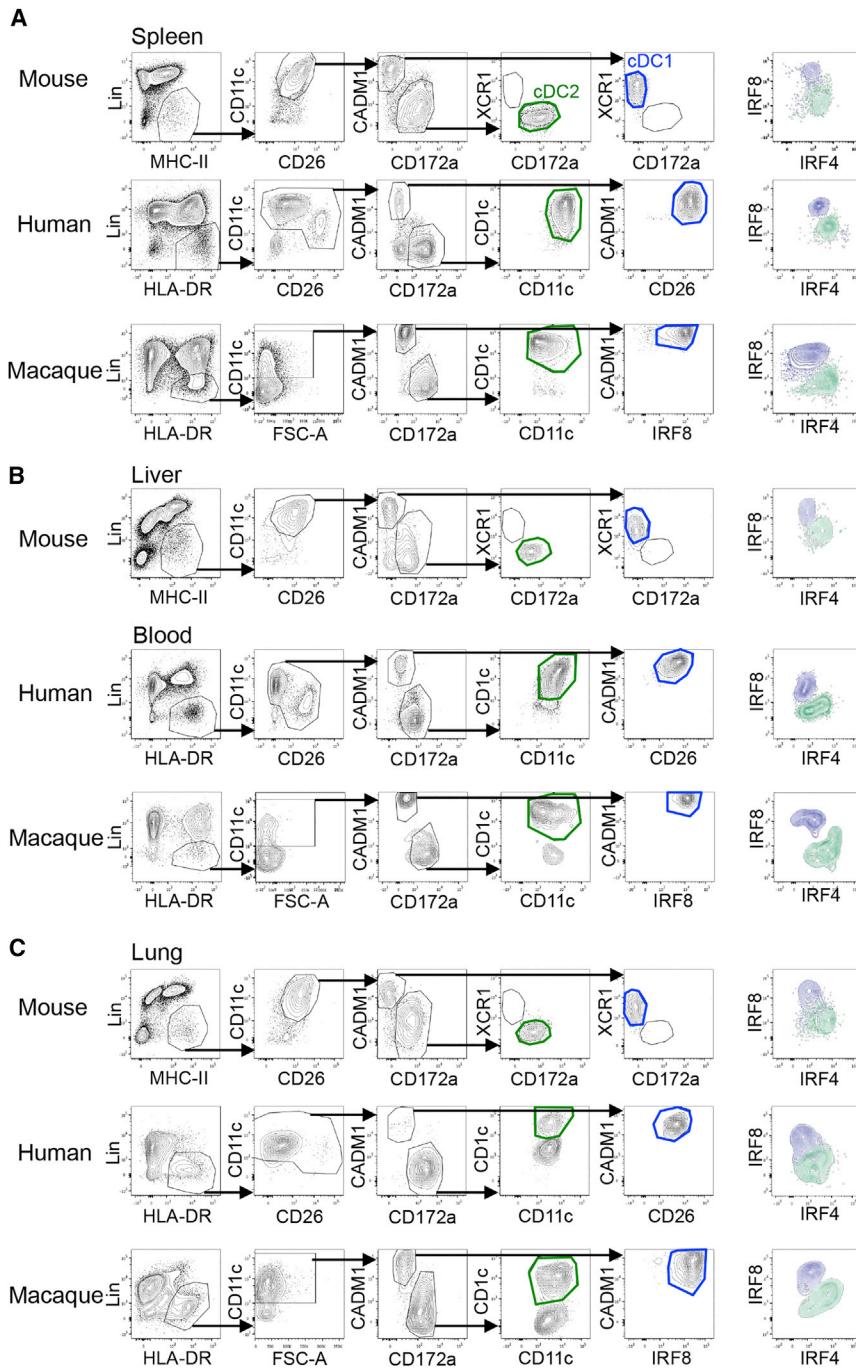 A
Spleen
Mouse
Lin
MHC-II
CD11c
CD26
CADM1
CD172a
XCR1
cDC2
CD172a
XCR1
cDC1
CD172a
IRF8
IRF4
Human
Lin
HLA-DR
CD11c
CD26
CADM1
CD172a
CD1c
CD11c
CADM1
CD26
IRF8
IRF4
Macaque
Lin
HLA-DR
CD11c
FSC-A
CADM1
CD172a
CD1c
CD11c
CADM1
IRF8
IRF8
IRF4
B
Liver
Mouse
Lin
MHC-II
CD11c
CD26
CADM1
CD172a
XCR1
CD172a
XCR1
CD172a
IRF8
IRF4
Blood
Human
Lin
HLA-DR
CD11c
CD26
CADM1
CD172a
CD1c
CD11c
CADM1
CD26
IRF8
IRF4
Macaque
Lin
HLA-DR
CD11c
FSC-A
CADM1
CD172a
CD1c
CD11c
CADM1
IRF8
IRF8
IRF4
C
Lung
Mouse
Lin
MHC-II
CD11c
CD26
CADM1
CD172a
XCR1
CD172a
XCR1
CD172a
IRF8
IRF4
Human
Lin
HLA-DR
CD11c
CD26
CADM1
CD172a
CD1c
CD11c
CADM1
CD26
IRF8
IRF4
Macaque
Lin
HLA-DR
CD11c
FSC-A
CADM1
CD172a
CD1c
CD11c
CADM1
IRF8
IRF8
IRF4